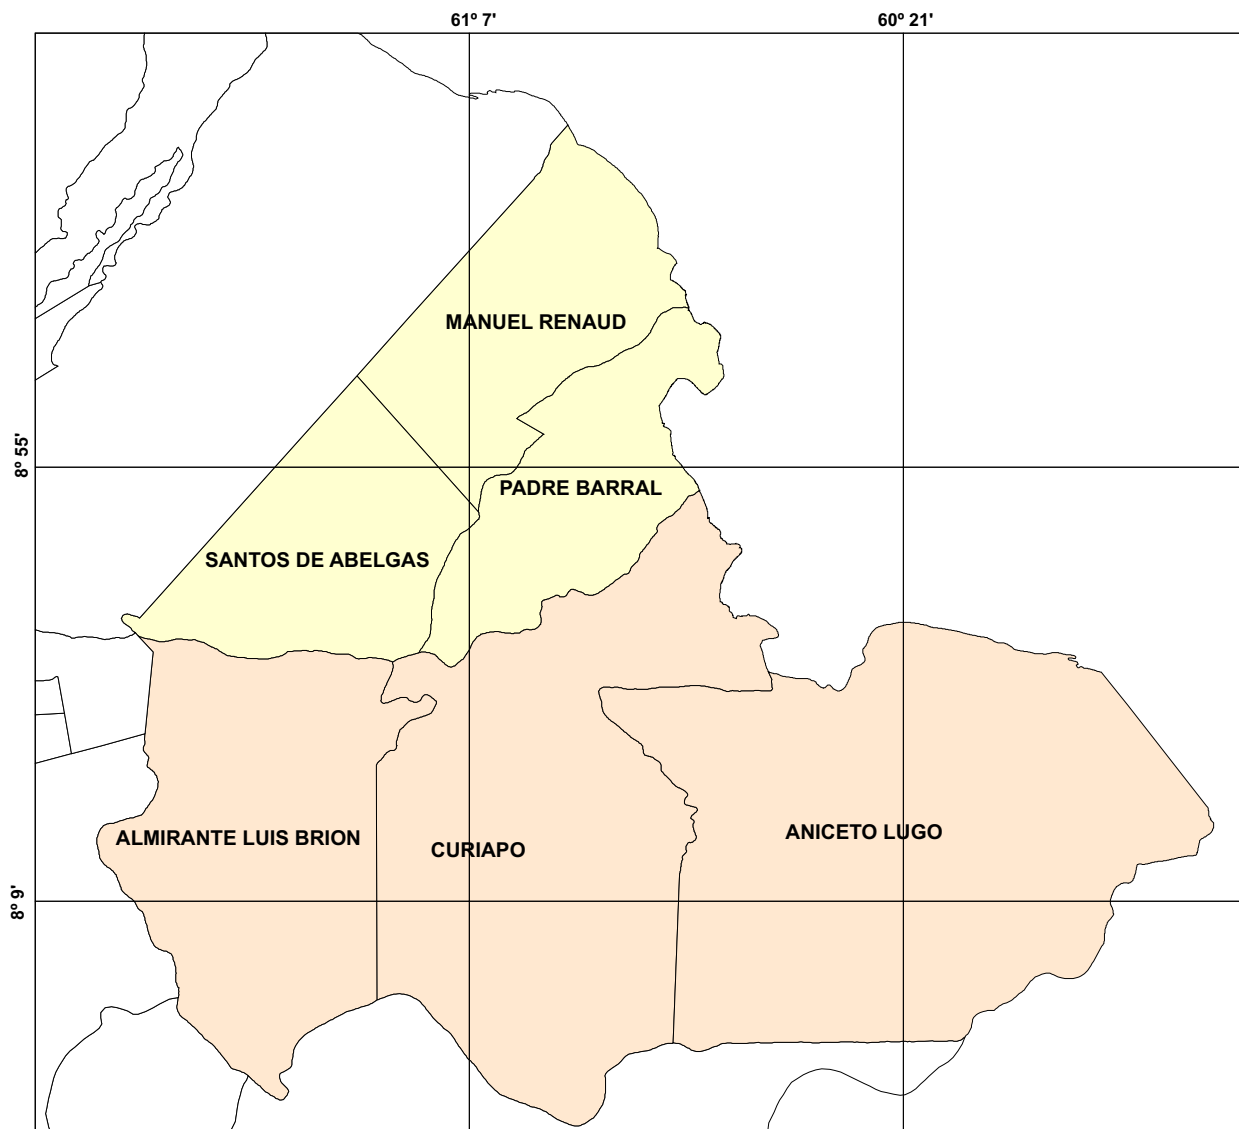 61º 7'
60º 21'
MANUEL RENAUD
8º 55'
PADRE BARRAL
SANTOS DE ABELGAS
ANICETO LUGO
ALMIRANTE LUIS BRION
CURIAPO
8º 9'